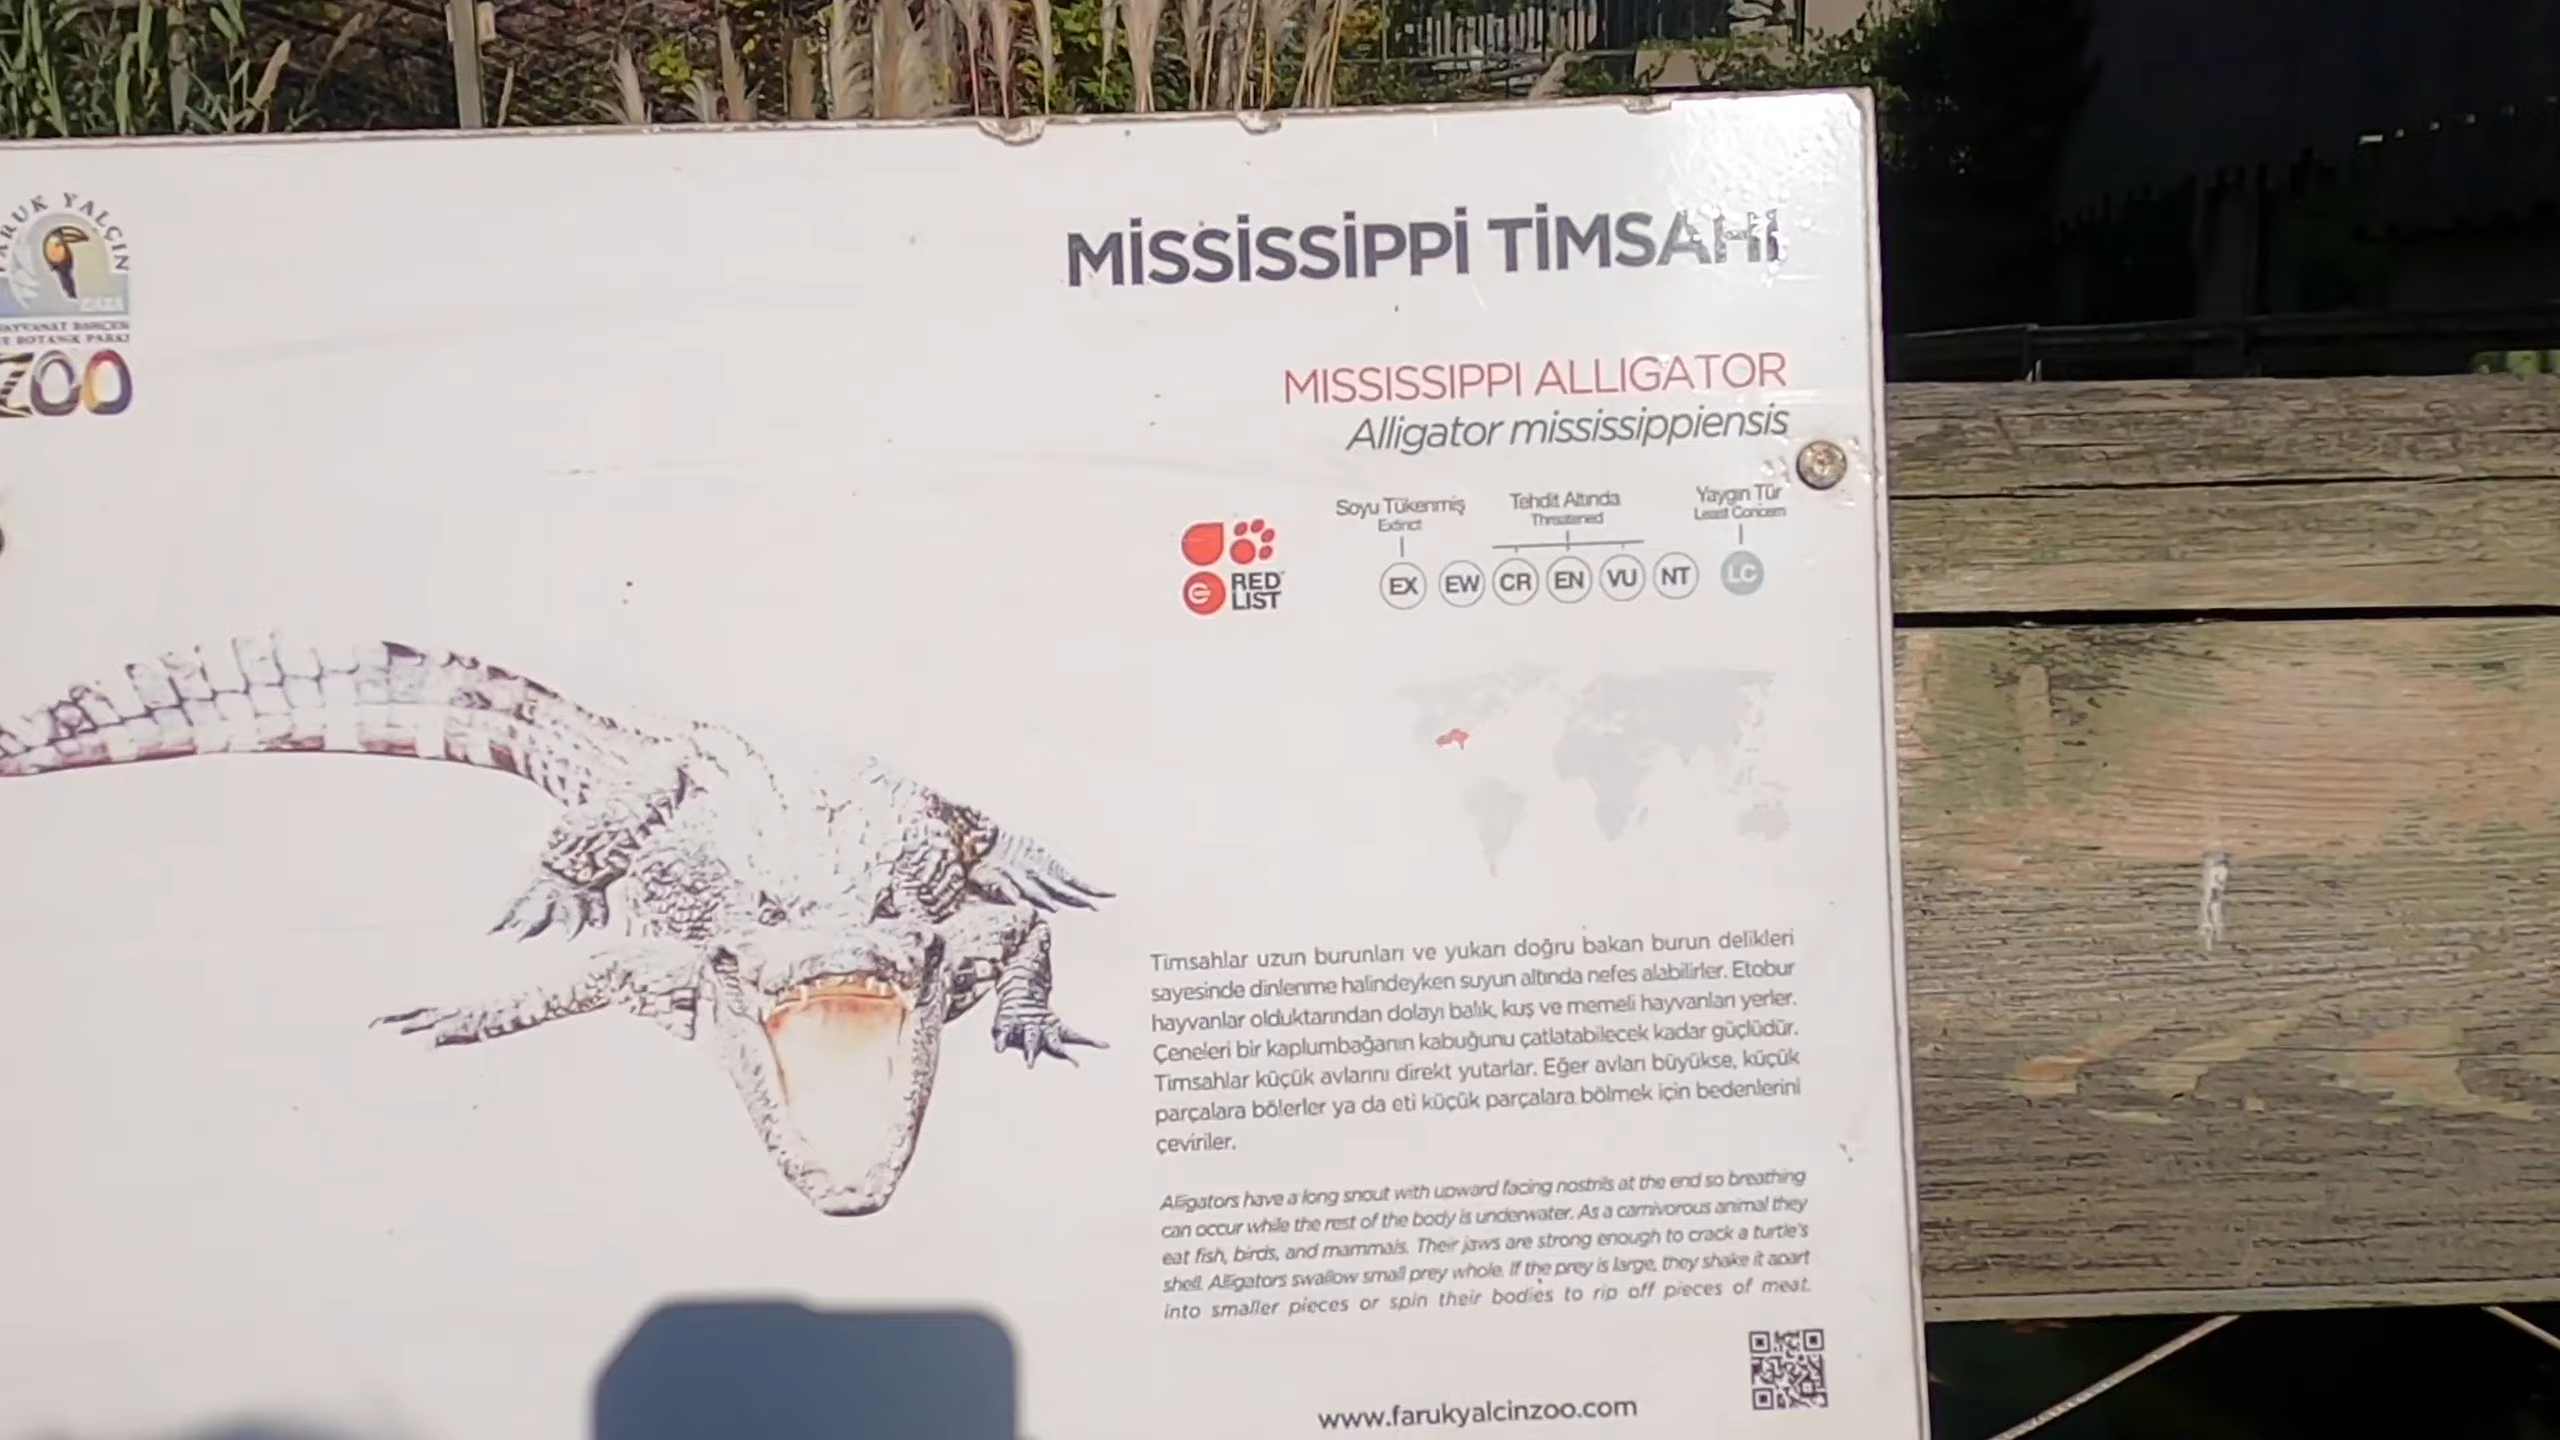 FARUK YALÇIN
HAYVANAT BAHÇESİ
VE BOTANİK PARKI
ZOO
MİSSİSSİPPİ TİMSAHI
MISSISSIPPI ALLIGATOR
Alligator mississippiensis
Soyu Tükenmiş
Extinct
Tehdit Altında
Threatened
Yaygın Tür
Least Concern
RED
LIST
EX EW CR EN VU NT LC
Timsahlar uzun burunları ve yukarı doğru bakan burun delikleri
sayesinde dinlenme halindeyken suyun altında nefes alabilirler. Etobur
hayvanlar olduktarından dolayı balık, kuş ve memeli hayvanları yerler.
Çeneleri bir kaplumbağanın kabuğunu çatlatabilecek kadar güçlüdür.
Timsahlar küçük avlarını direkt yutarlar. Eğer avları büyükse, küçük
parçalara bölerler ya da eti küçük parçalara bölmek için bedenlerini
çeviriler.
Alligators have a long snout with upward facing nostrils at the end so breathing
can occur while the rest of the body is underwater. As a carnivorous animal they
eat fish, birds, and mammals. Their jaws are strong enough to crack a turtle's
shell. Alligators swallow small prey whole. If the prey is large, they shake it apart
into smaller pieces or spin their bodies to rip off pieces of meat.
www.farukyalcinzoo.com